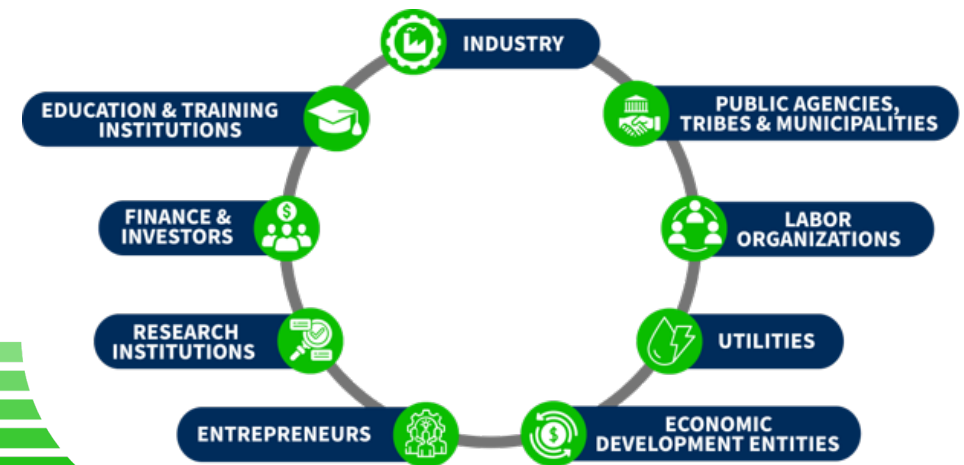 INDUSTRY
EDUCATION & TRAINING
INSTITUTIONS
PUBLIC AGENCIES,
TRIBES & MUNICIPALITIES
FINANCE &
INVESTORS
LABOR
ORGANIZATIONS
RESEARCH
INSTITUTIONS
UTILITIES
ENTREPRENEURS
ECONOMIC
DEVELOPMENT ENTITIES